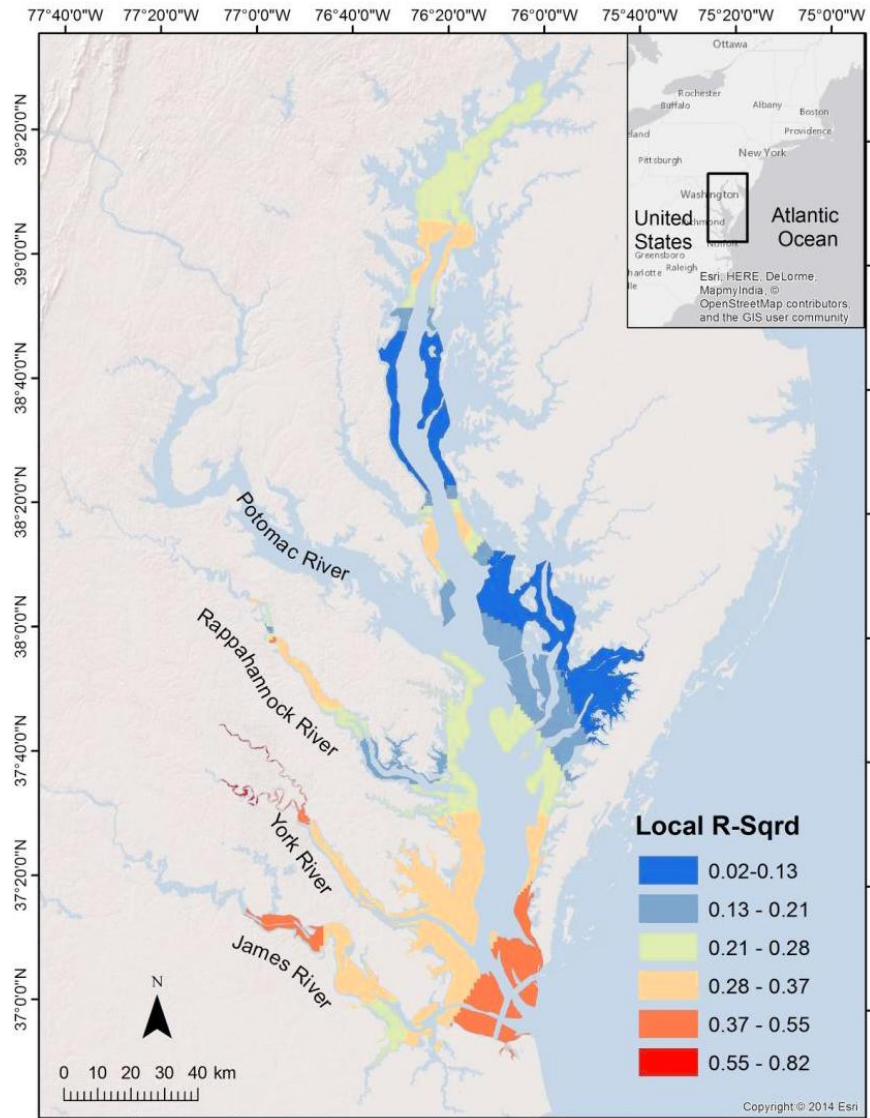 77°40'0"W 77°20'0"W 77°0'0"W 76°40'0"W 76°20'0"W 76°0'0"W 75°40'0"W 75°20'0"W 75°0'0"W
39°20'0"N
39°0'0"N
38°40'0"N
38°20'0"N
38°0'0"N
37°40'0"N
37°20'0"N
37°0'0"N
Ottawa
Rochester
Buffalo
Albany
Boston
Providence
eland
New York
Pittsburgh
Washington
United
States
chmond
Norfolk
Atlantic
Ocean
Greensboro
Raleigh
harlotte
lle
Esri, HERE, DeLorme,
MapmyIndia, ©
OpenStreetMap contributors,
and the GIS user community
Potomac River
Rappahannock River
York River
James River
Local R-Sqrd
0.02-0.13
0.13 - 0.21
0.21 - 0.28
0.28 - 0.37
0.37 - 0.55
0.55 - 0.82
N
0 10 20 30 40 km
Copyright © 2014 Esri